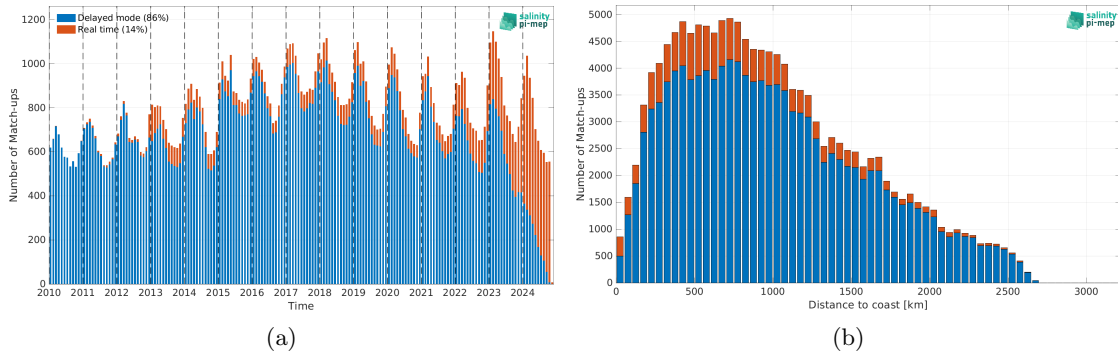 1200
1000
800
600
400
200
0
Number of Match-ups
Delayed mode (86%)
Real time (14%)
salinity
pi-mep
2010 2011 2012 2013 2014 2015 2016 2017 2018 2019 2020 2021 2022 2023 2024
Time
(a)
5000
4500
4000
3500
3000
2500
2000
1500
1000
500
0
Number of Match-ups
salinity
pi-mep
0 500 1000 1500 2000 2500 3000
Distance to coast [km]
(b)